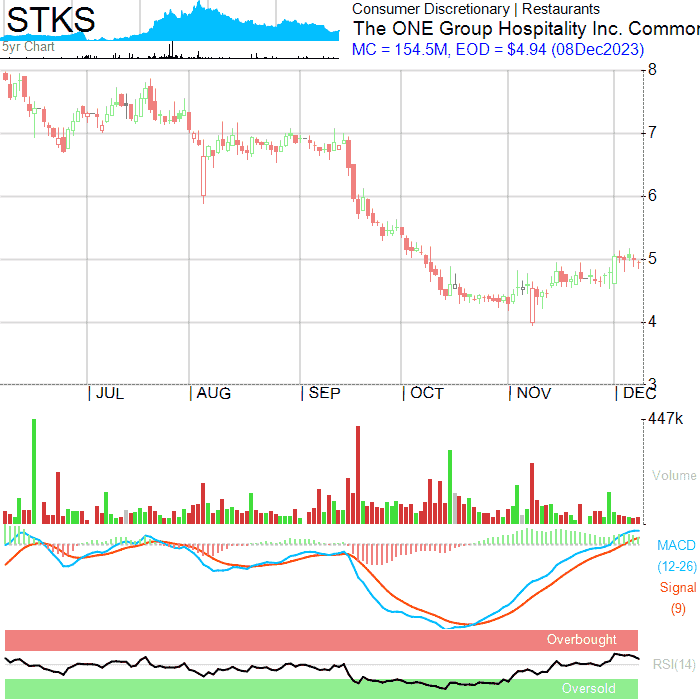 STKS
5yr Chart
Consumer Discretionary | Restaurants
The ONE Group Hospitality Inc. Common
MC = 154.5M, EOD = $4.94 (08Dec2023)
8
7
6
5
4
3
JUL
AUG
SEP
OCT
NOV
DEC
447k
Volume
MACD
(12-26)
Signal
(9)
Overbought
RSI(14)
Oversold